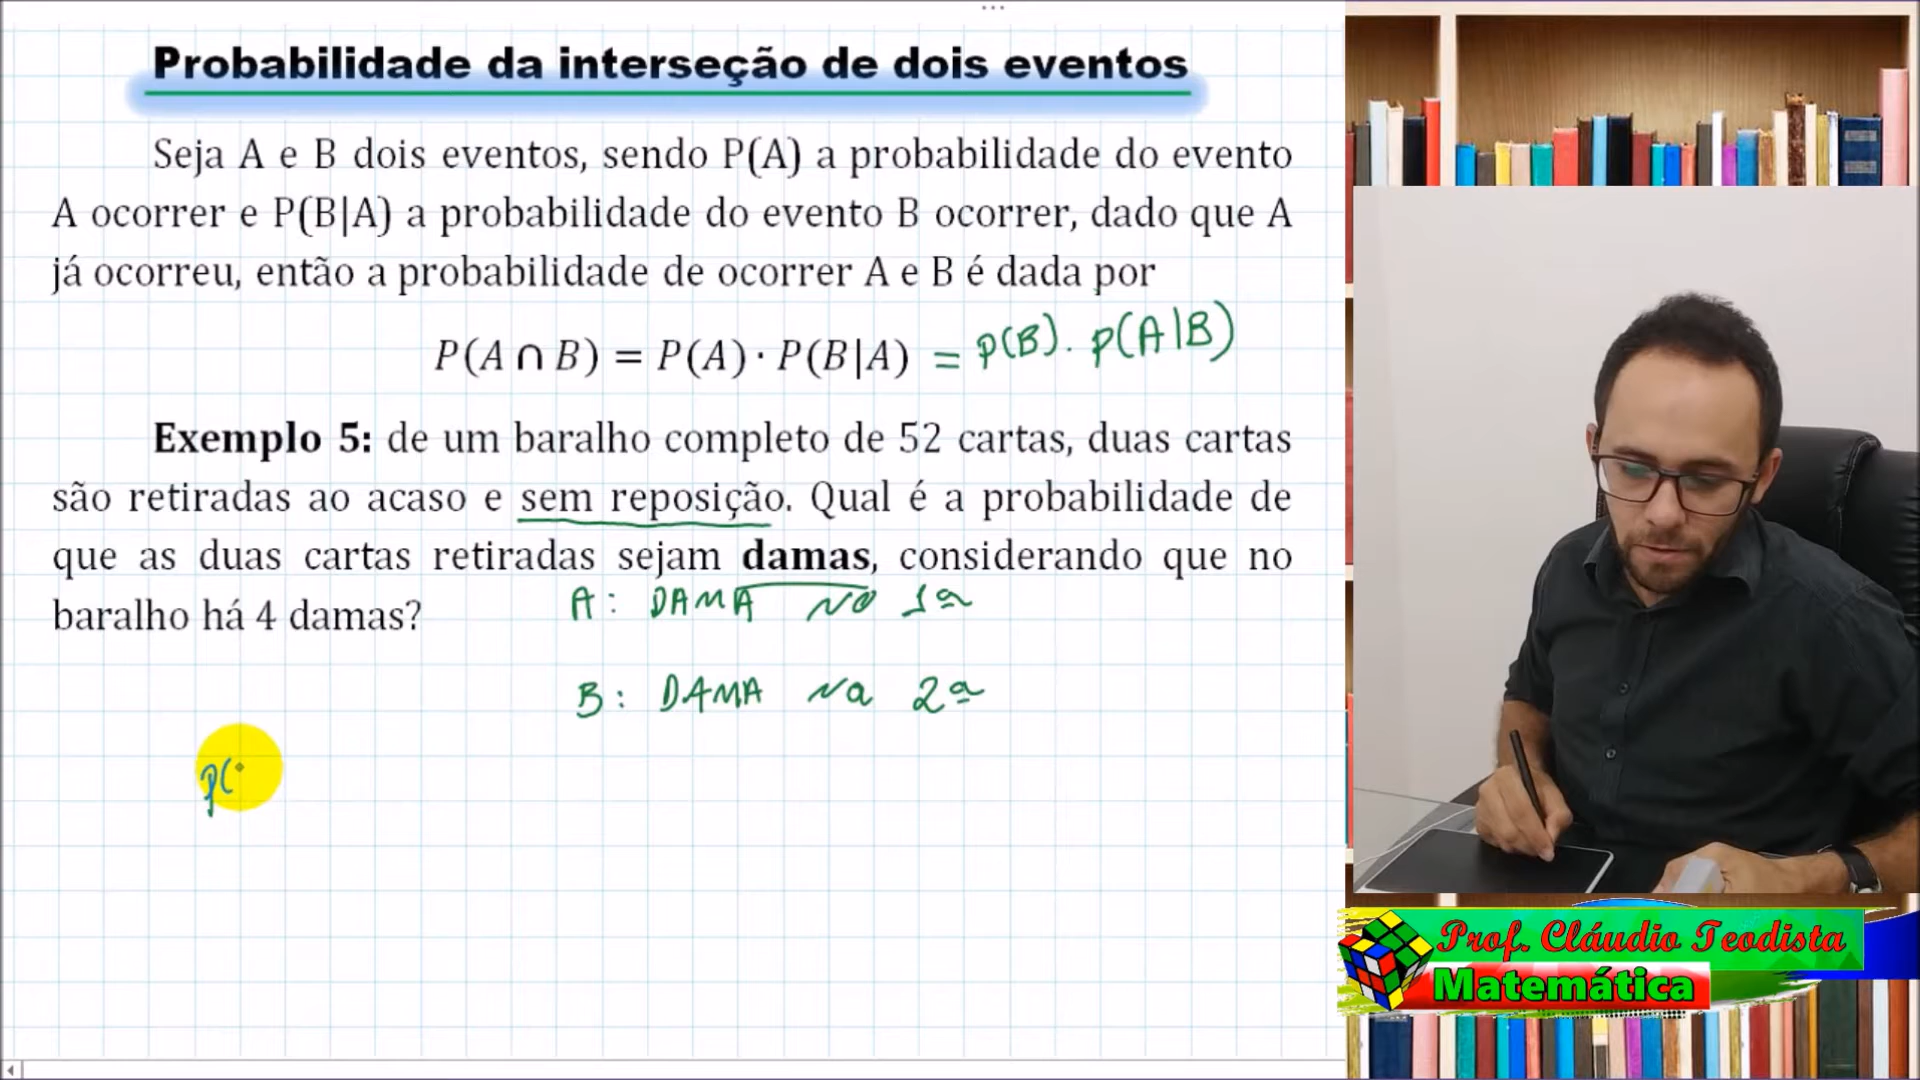 Probabilidade da interseção de dois eventos
Seja A e B dois eventos, sendo P(A) a probabilidade do evento
A ocorrer e P(B|A) a probabilidade do evento B ocorrer, dado que A
já ocorreu, então a probabilidade de ocorrer A e B é dada por
P(A ∩ B) = P(A) · P(B|A) = p(B) . p(A|B)
Exemplo 5: de um baralho completo de 52 cartas, duas cartas
são retiradas ao acaso e sem reposição. Qual é a probabilidade de
que as duas cartas retiradas sejam damas, considerando que no
baralho há 4 damas?
A: DAMA NO 1ª
B: DAMA Na 2ª
p(
Prof. Cláudio Teodista
Matemática